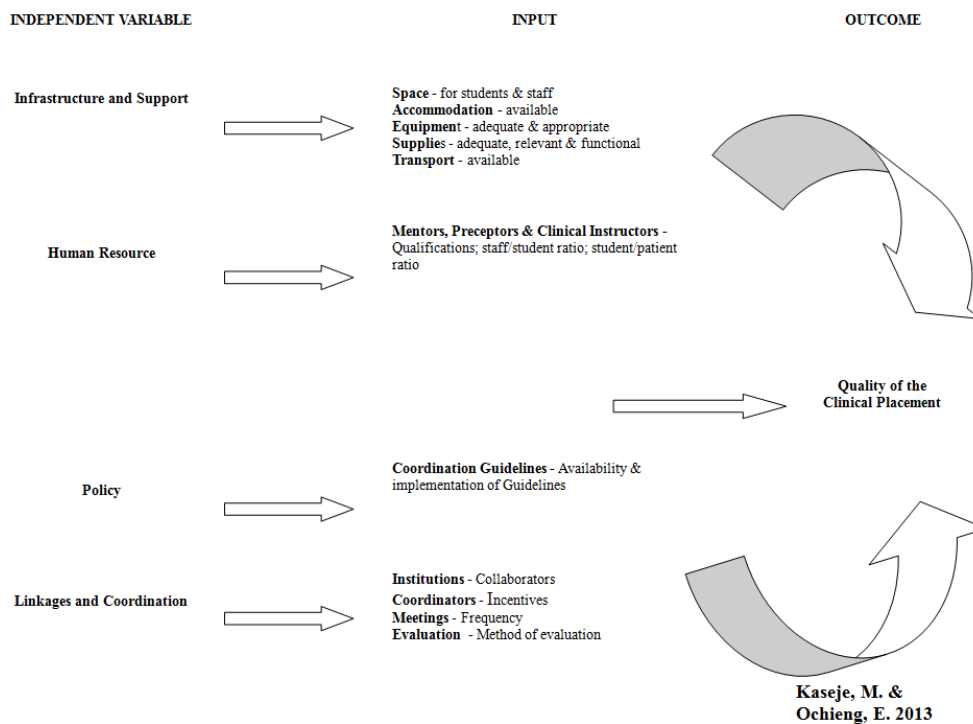 INDEPENDENT VARIABLE
INPUT
OUTCOME
Infrastructure and Support
Space - for students & staff
Accommodation - available
Equipment - adequate & appropriate
Supplies - adequate, relevant & functional
Transport - available
Human Resource
Mentors, Preceptors & Clinical Instructors -
Qualifications; staff/student ratio; student/patient
ratio
Quality of the
Clinical Placement
Policy
Coordination Guidelines - Availability &
implementation of Guidelines
Linkages and Coordination
Institutions - Collaborators
Coordinators - Incentives
Meetings - Frequency
Evaluation - Method of evaluation
Kaseje, M. &
Ochieng, E. 2013